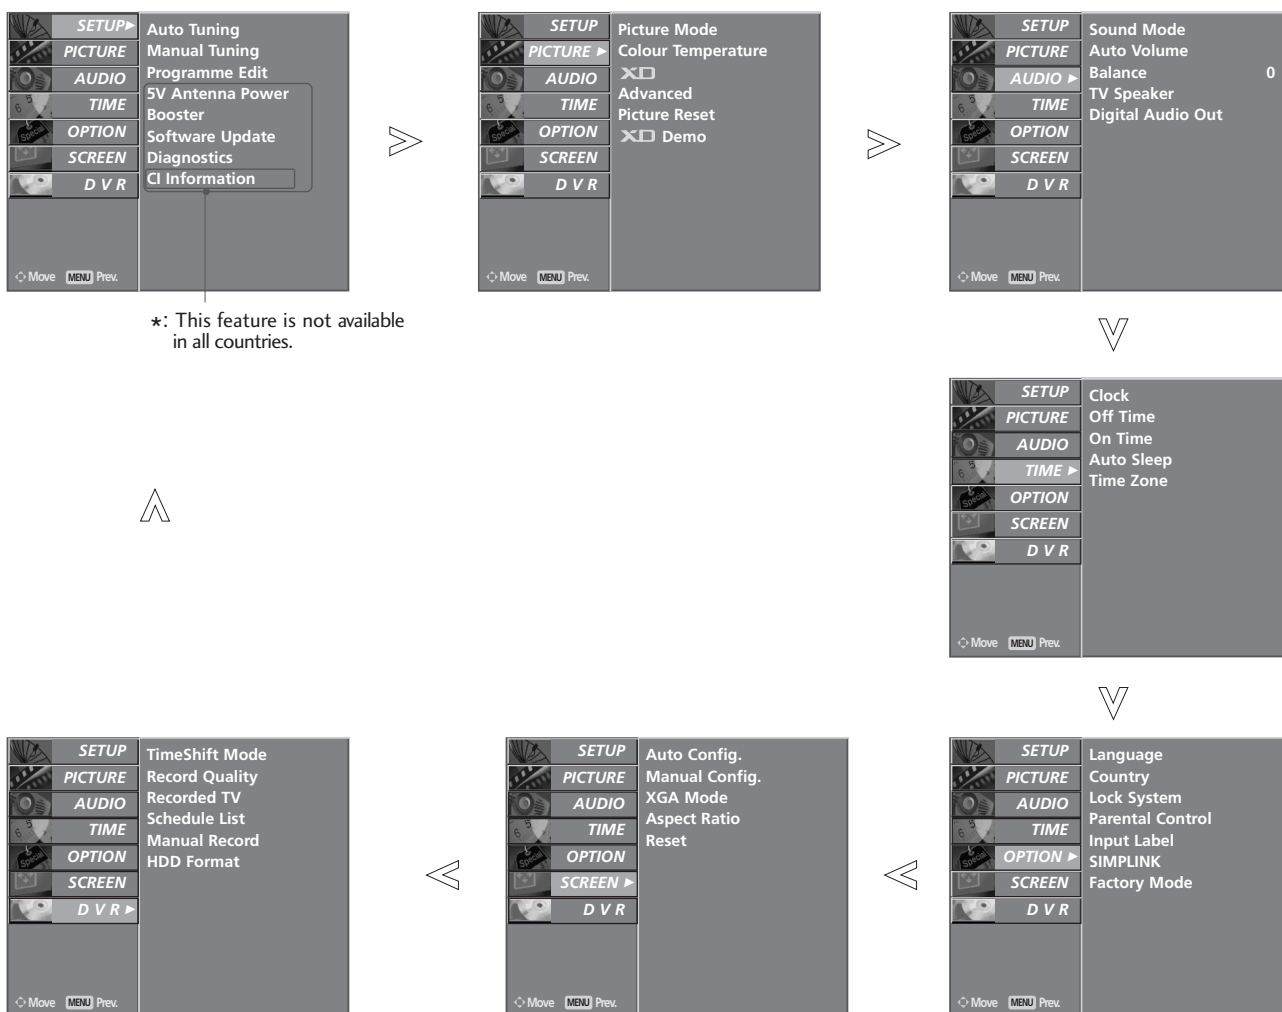 SETUP
PICTURE
AUDIO
TIME
OPTION
SCREEN
D V R
Auto Tuning
Manual Tuning
Programme Edit
5V Antenna Power
Booster
Software Update
Diagnostics
CI Information
Move MENU Prev.
*: This feature is not available
in all countries.
SETUP
PICTURE
AUDIO
TIME
OPTION
SCREEN
D V R
Picture Mode
Colour Temperature
XD
Advanced
Picture Reset
XD Demo
Move MENU Prev.
SETUP
PICTURE
AUDIO
TIME
OPTION
SCREEN
D V R
Sound Mode
Auto Volume
Balance 0
TV Speaker
Digital Audio Out
Move MENU Prev.
SETUP
PICTURE
AUDIO
TIME
OPTION
SCREEN
D V R
Clock
Off Time
On Time
Auto Sleep
Time Zone
Move MENU Prev.
SETUP
PICTURE
AUDIO
TIME
OPTION
SCREEN
D V R
TimeShift Mode
Record Quality
Recorded TV
Schedule List
Manual Record
HDD Format
Move MENU Prev.
SETUP
PICTURE
AUDIO
TIME
OPTION
SCREEN
D V R
Auto Config.
Manual Config.
XGA Mode
Aspect Ratio
Reset
Move MENU Prev.
SETUP
PICTURE
AUDIO
TIME
OPTION
SCREEN
D V R
Language
Country
Lock System
Parental Control
Input Label
SIMPLINK
Factory Mode
Move MENU Prev.